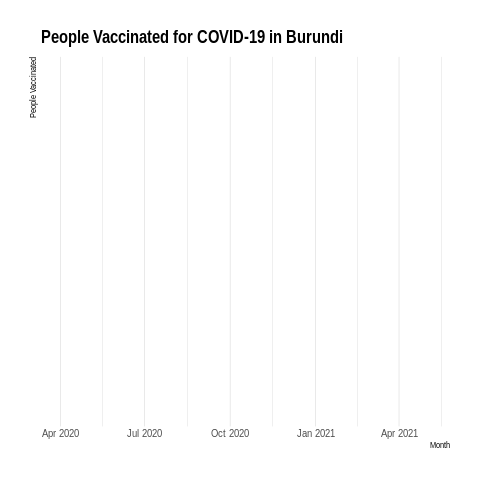 People Vaccinated for COVID-19 in Burundi
People Vaccinated
Apr 2020
Jul 2020
Oct 2020
Jan 2021
Apr 2021
Month